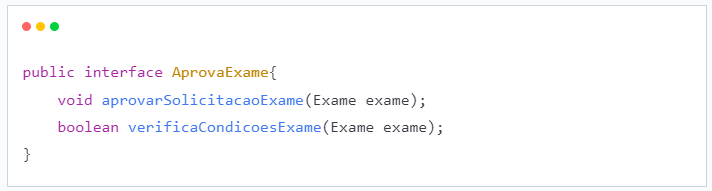 public interface AprovaExame{
    void aprovarSolicitacaoExame(Exame exame);
    boolean verificaCondicoesExame(Exame exame);
}